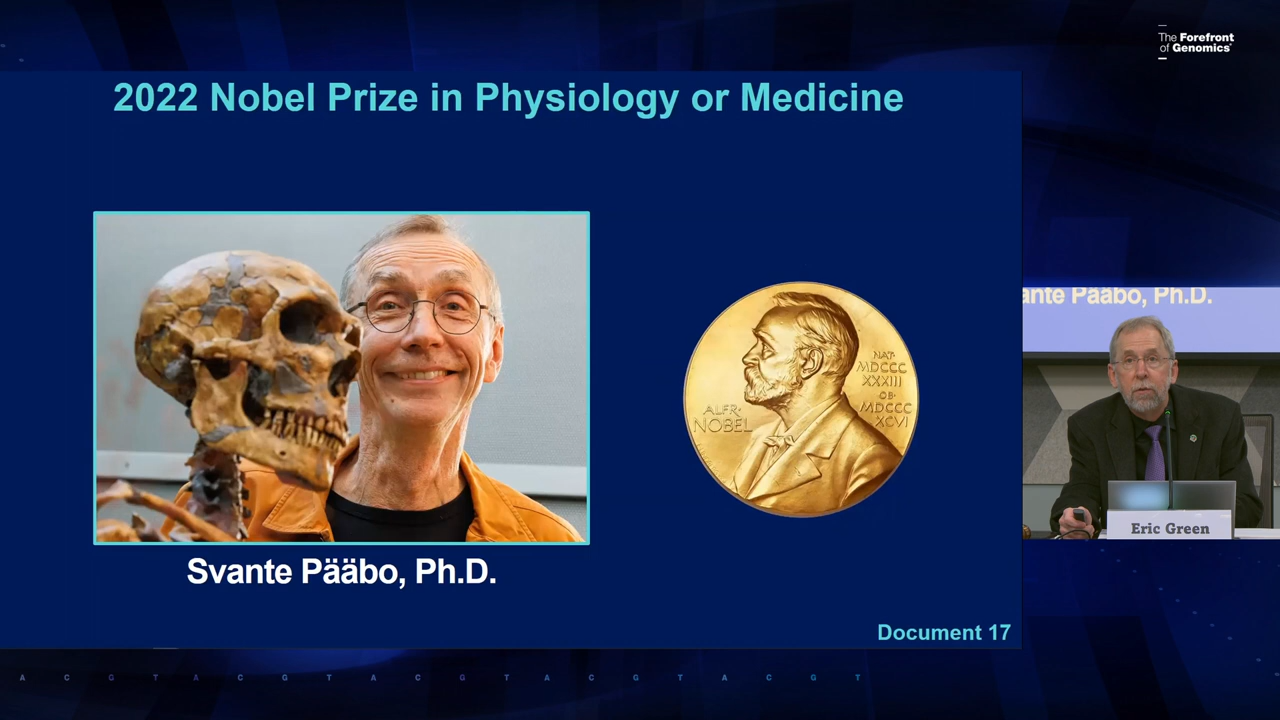 The Forefront
of Genomics
2022 Nobel Prize in Physiology or Medicine
ALFR·
NOBEL
NAT·
MDCCC
XXXIII
OB·
MDCCC
XCVI
ante Pääbo, Ph.D.
Eric Green
Svante Pääbo, Ph.D.
Document 17
A C G T A C G T A C G T A C G T A C G T